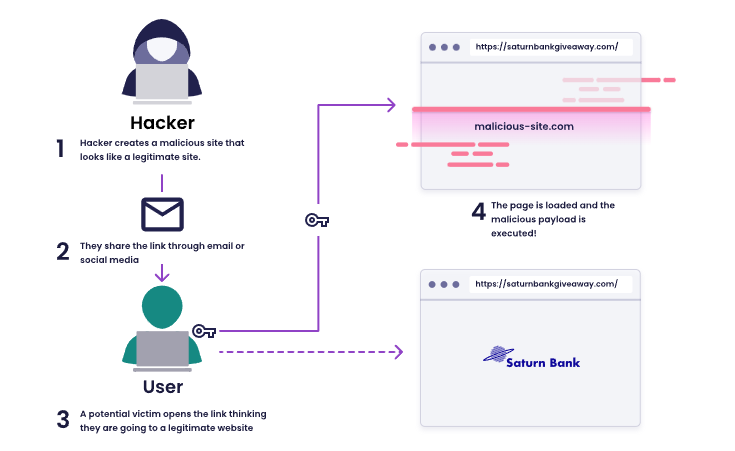 Hacker
1
Hacker creates a malicious site that
looks like a legitimate site.
2
They share the link through email or
social media
User
3
A potential victim opens the link thinking
they are going to a legitimate website
https://saturnbankgiveaway.com/
malicious-site.com
4
The page is loaded and the
malicious payload is
executed!
https://saturnbankgiveaway.com/
Saturn Bank